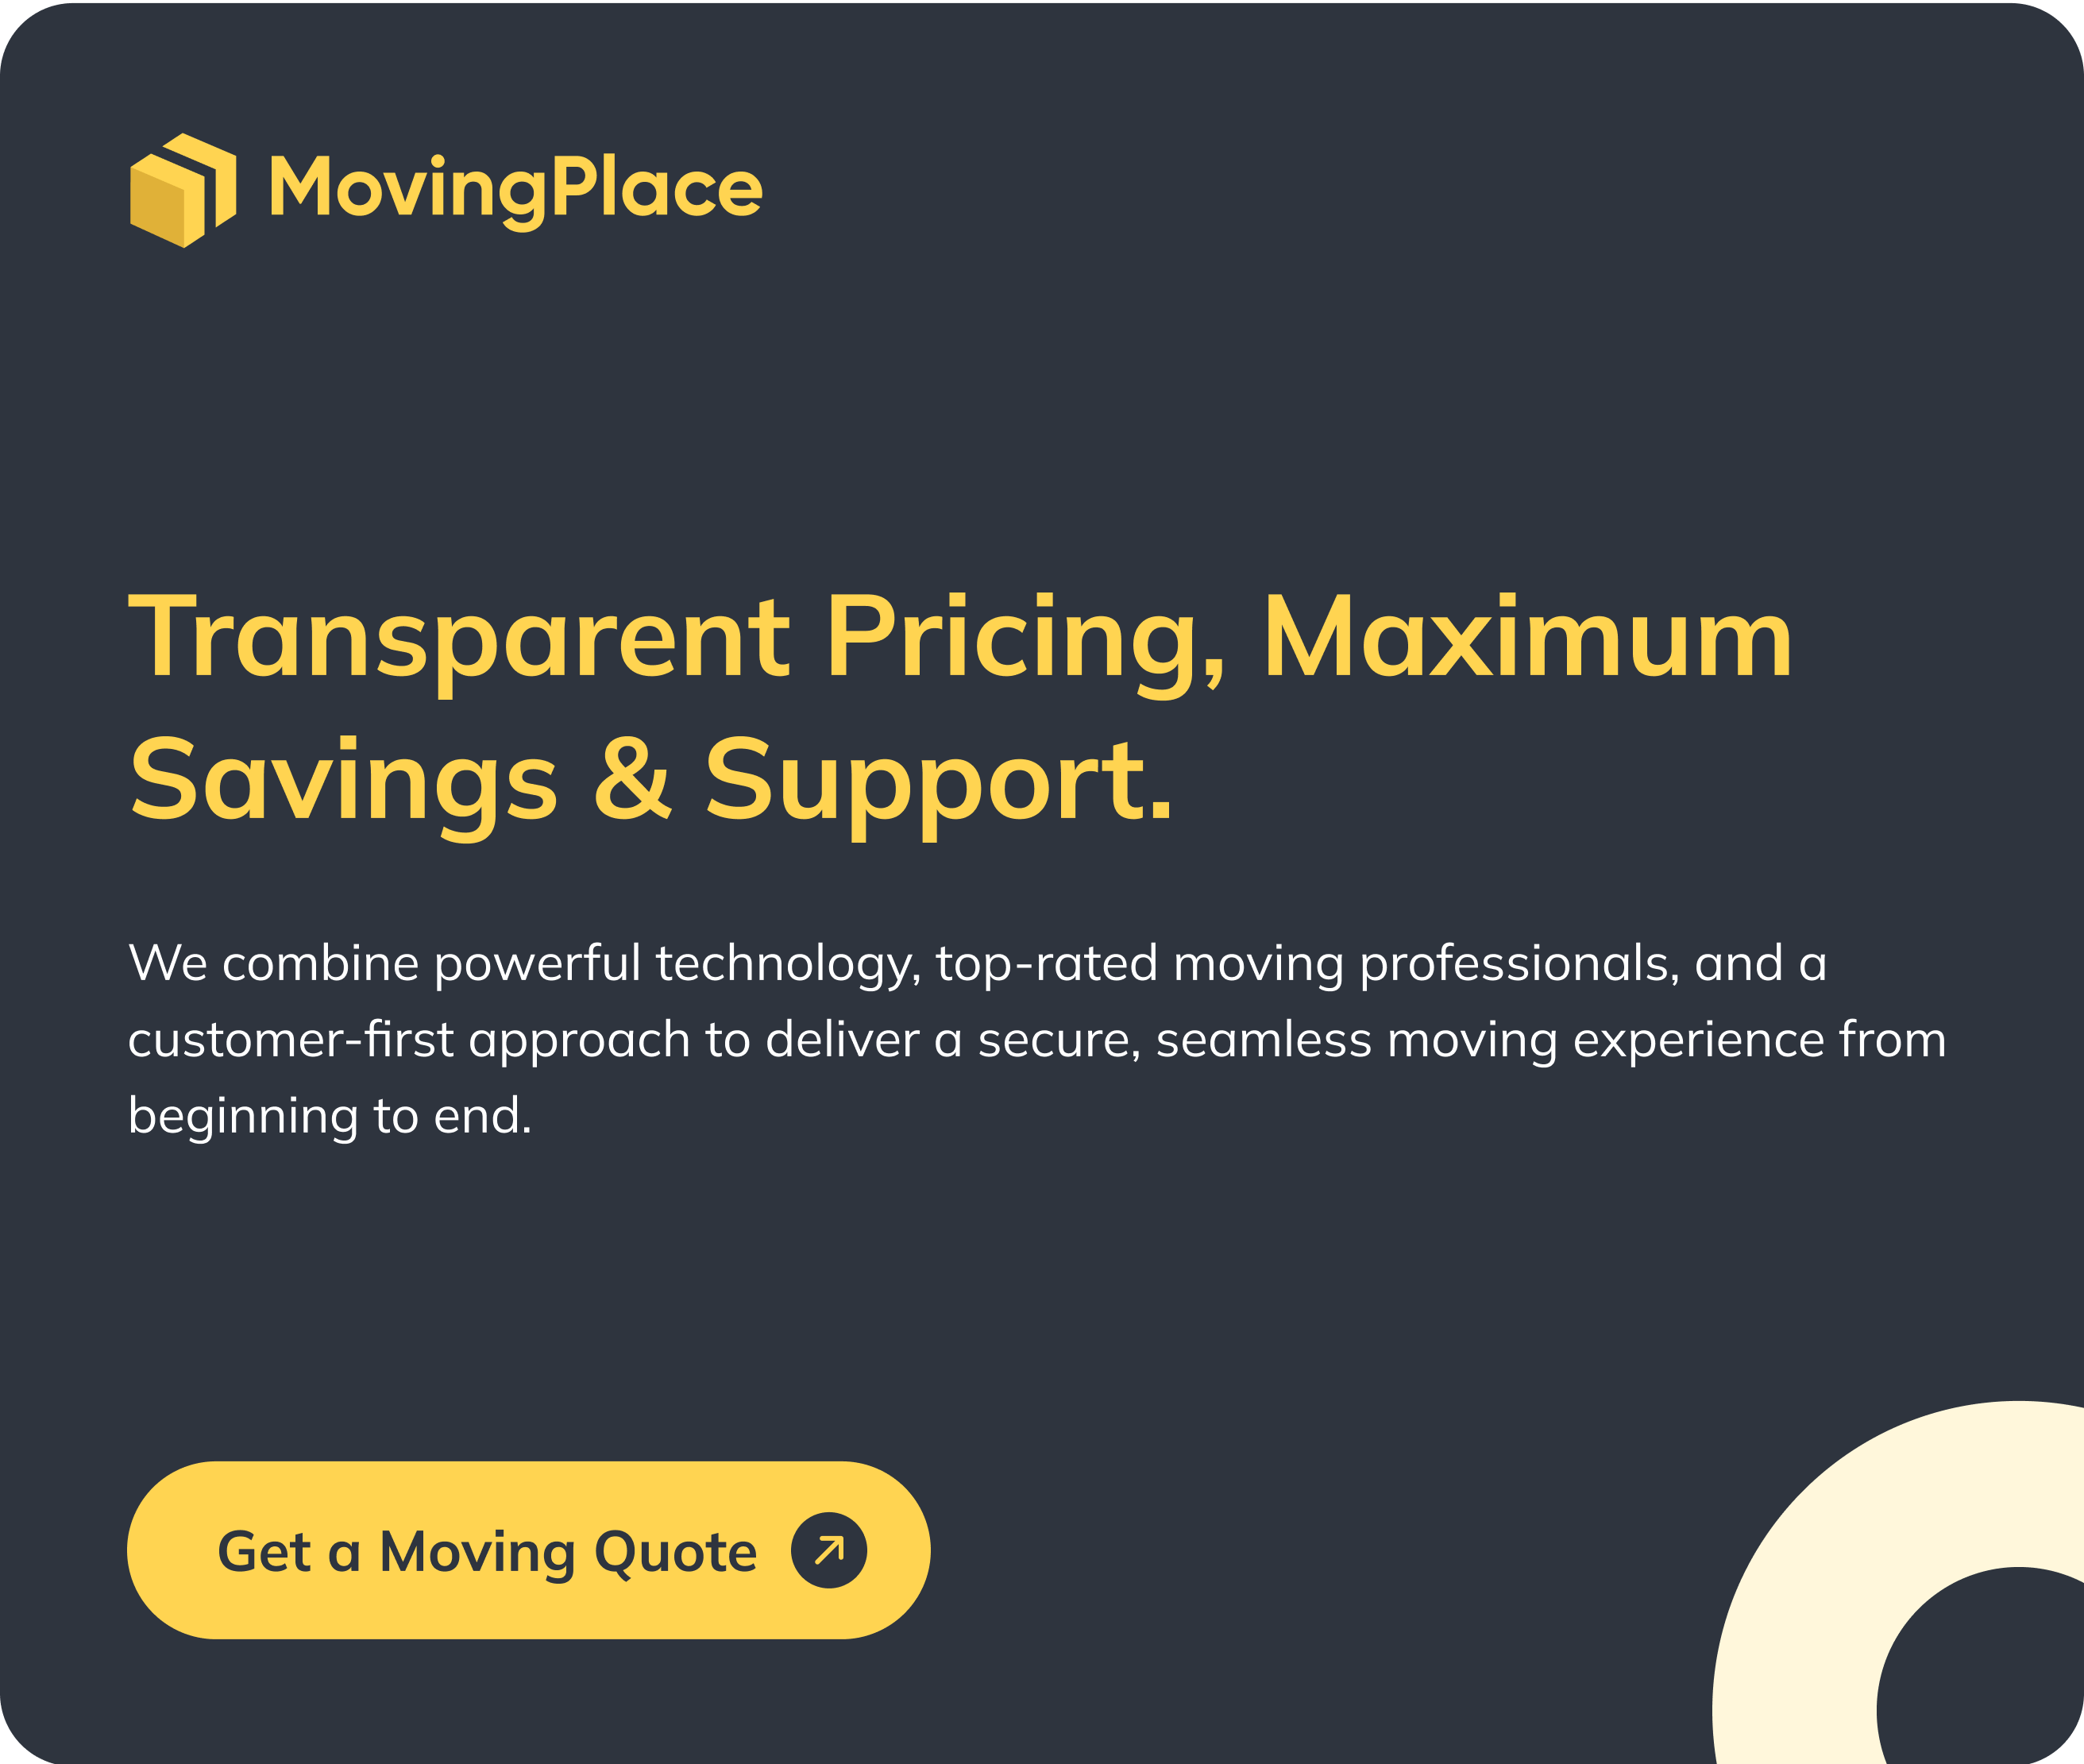 MovingPlace
Transparent Pricing, Maximum
Savings & Support.
We combine powerful technology, top-rated moving professionals, and a
customer-first approach to deliver a secure, seamless moving experience from
beginning to end.
Get a Moving Quote